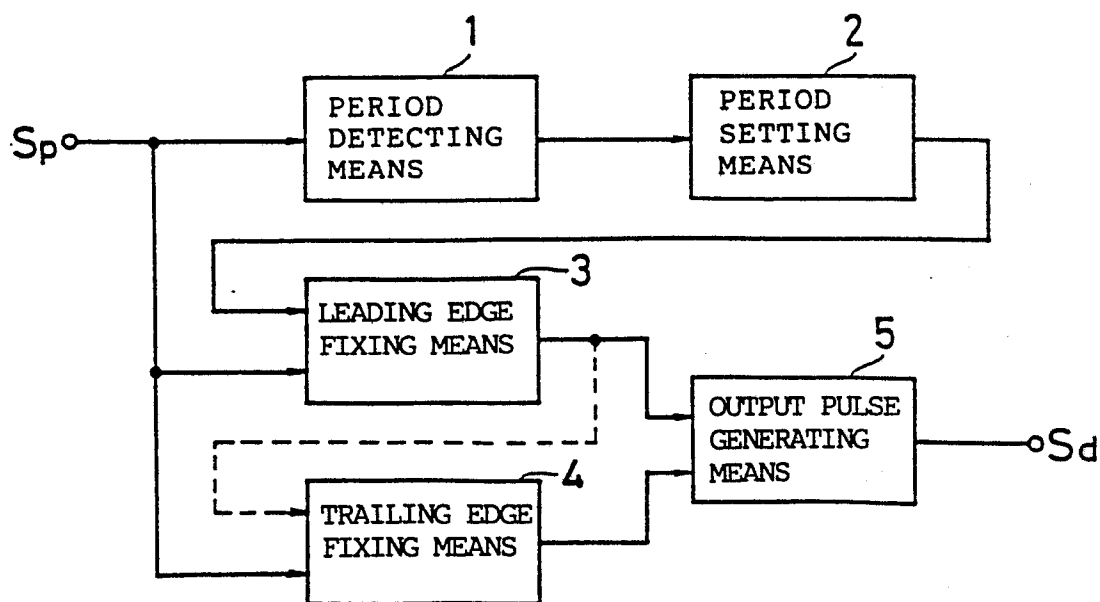 1
2
PERIOD
DETECTING
MEANS
PERIOD
SETTING
MEANS
Sp
3
LEADING EDGE
FIXING MEANS
5
OUTPUT PULSE
GENERATING
MEANS
Sd
4
TRAILING EDGE
FIXING MEANS